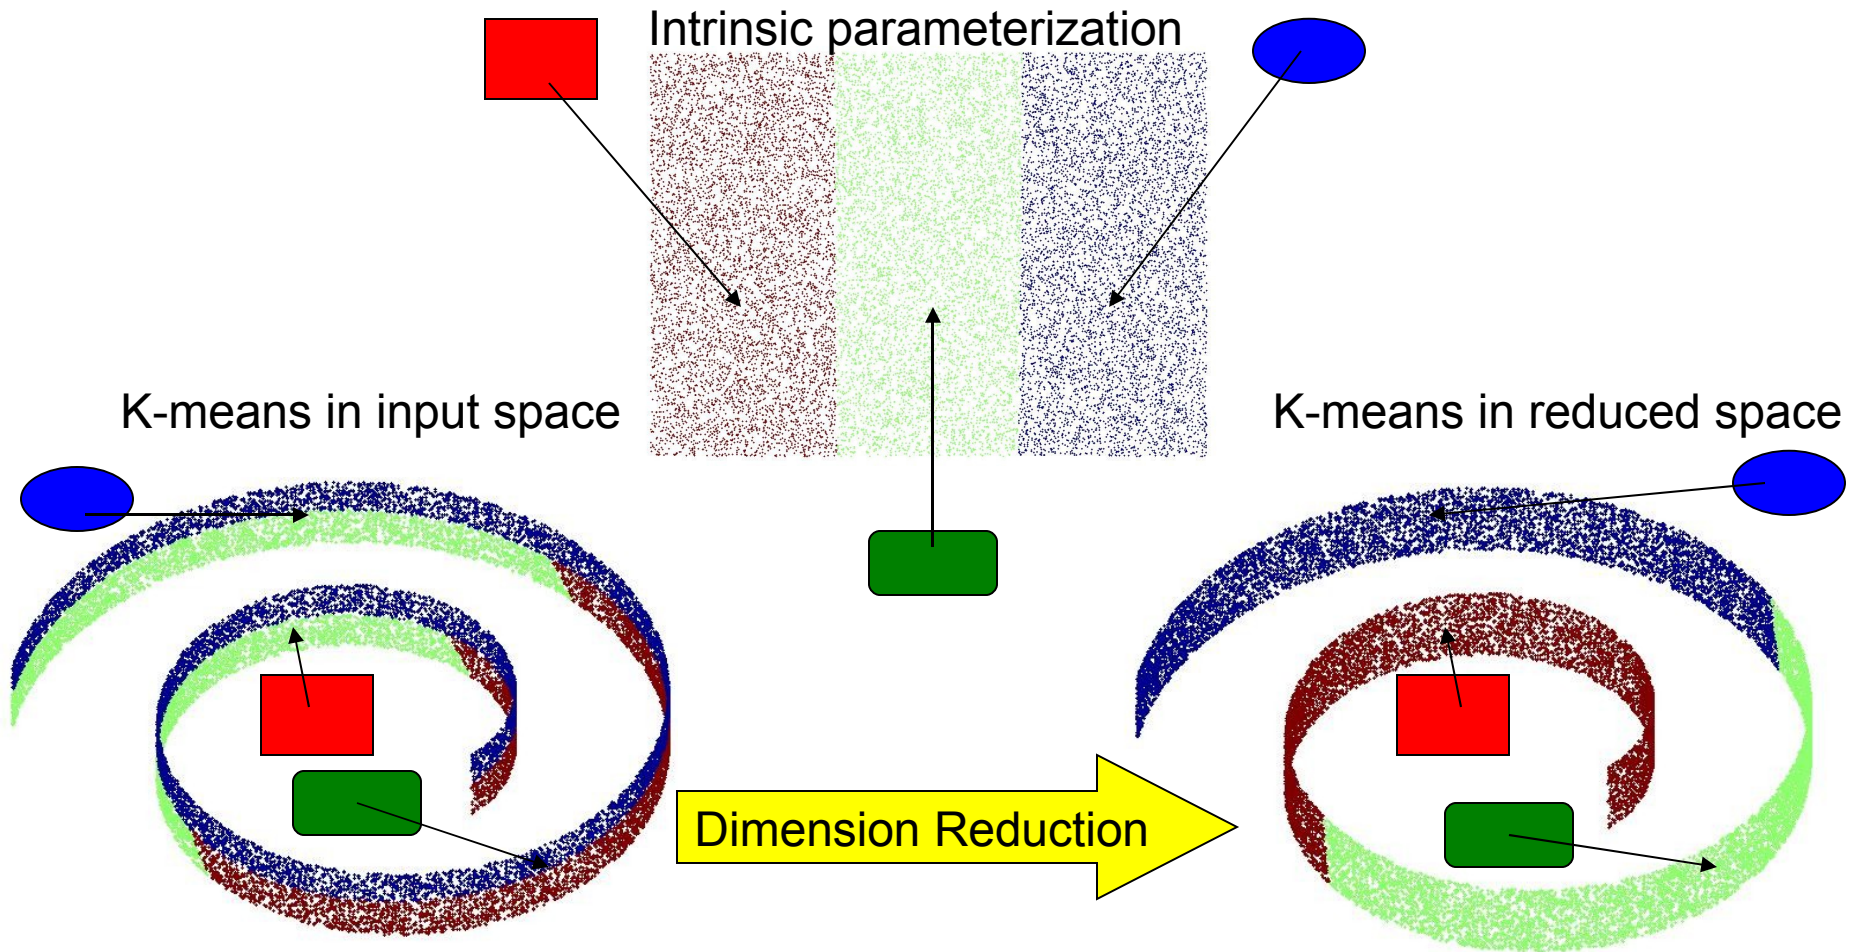 Intrinsic parameterization
K-means in input space
K-means in reduced space
Dimension Reduction